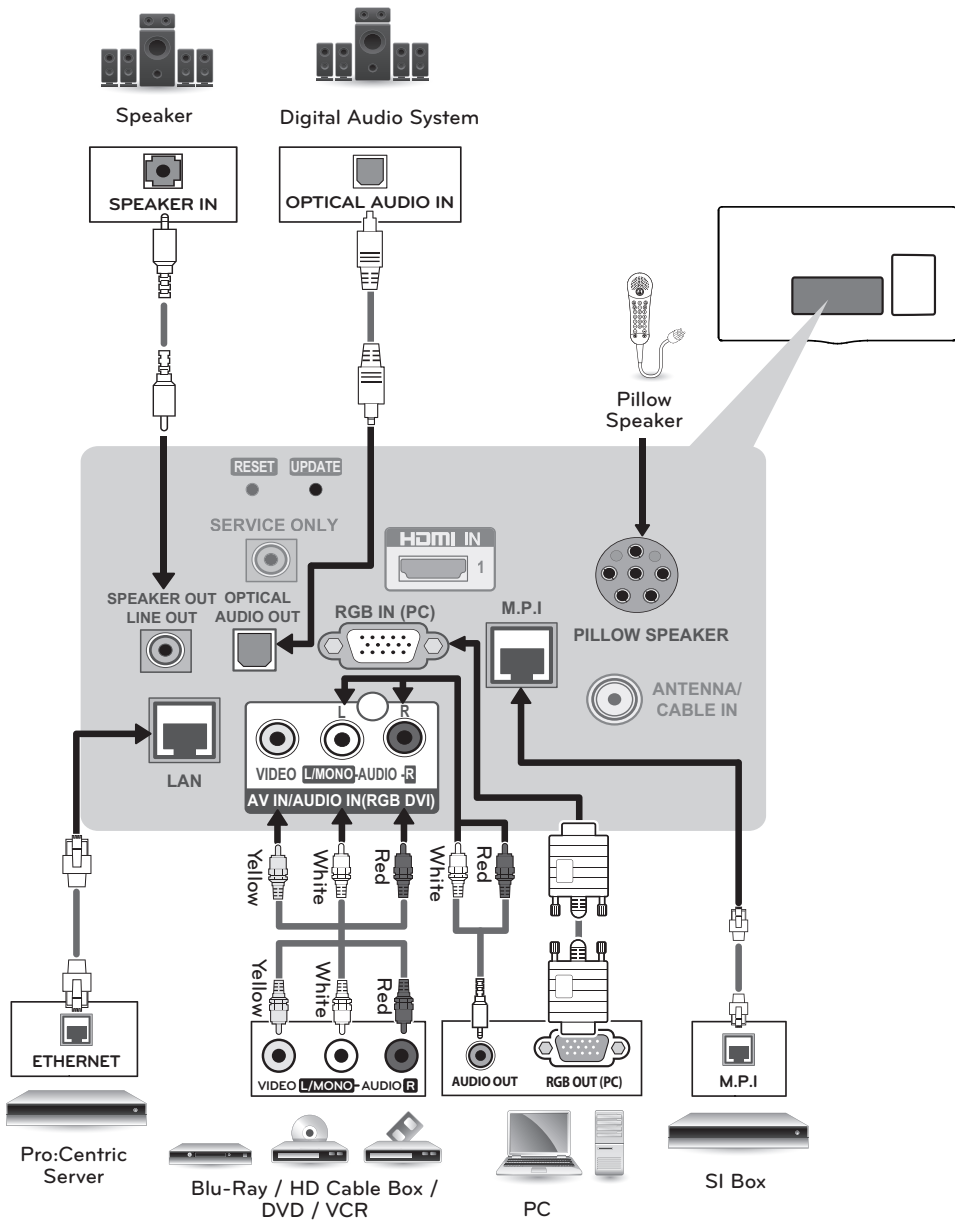 Speaker
Digital Audio System
SPEAKER IN
OPTICAL AUDIO IN
Pillow
Speaker
RESET
UPDATE
SERVICE ONLY
HDMI IN
1
SPEAKER OUT
LINE OUT
OPTICAL
AUDIO OUT
RGB IN (PC)
M.P.I
PILLOW SPEAKER
ANTENNA/
CABLE IN
LAN
L
R
VIDEO L/MONO-AUDIO -R
AV IN/AUDIO IN(RGB DVI)
Yellow
White
Red
White
Red
Yellow
White
Red
ETHERNET
VIDEO L/MONO-AUDIO R
AUDIO OUT
RGB OUT (PC)
M.P.I
Pro:Centric
Server
Blu-Ray / HD Cable Box /
DVD / VCR
PC
SI Box